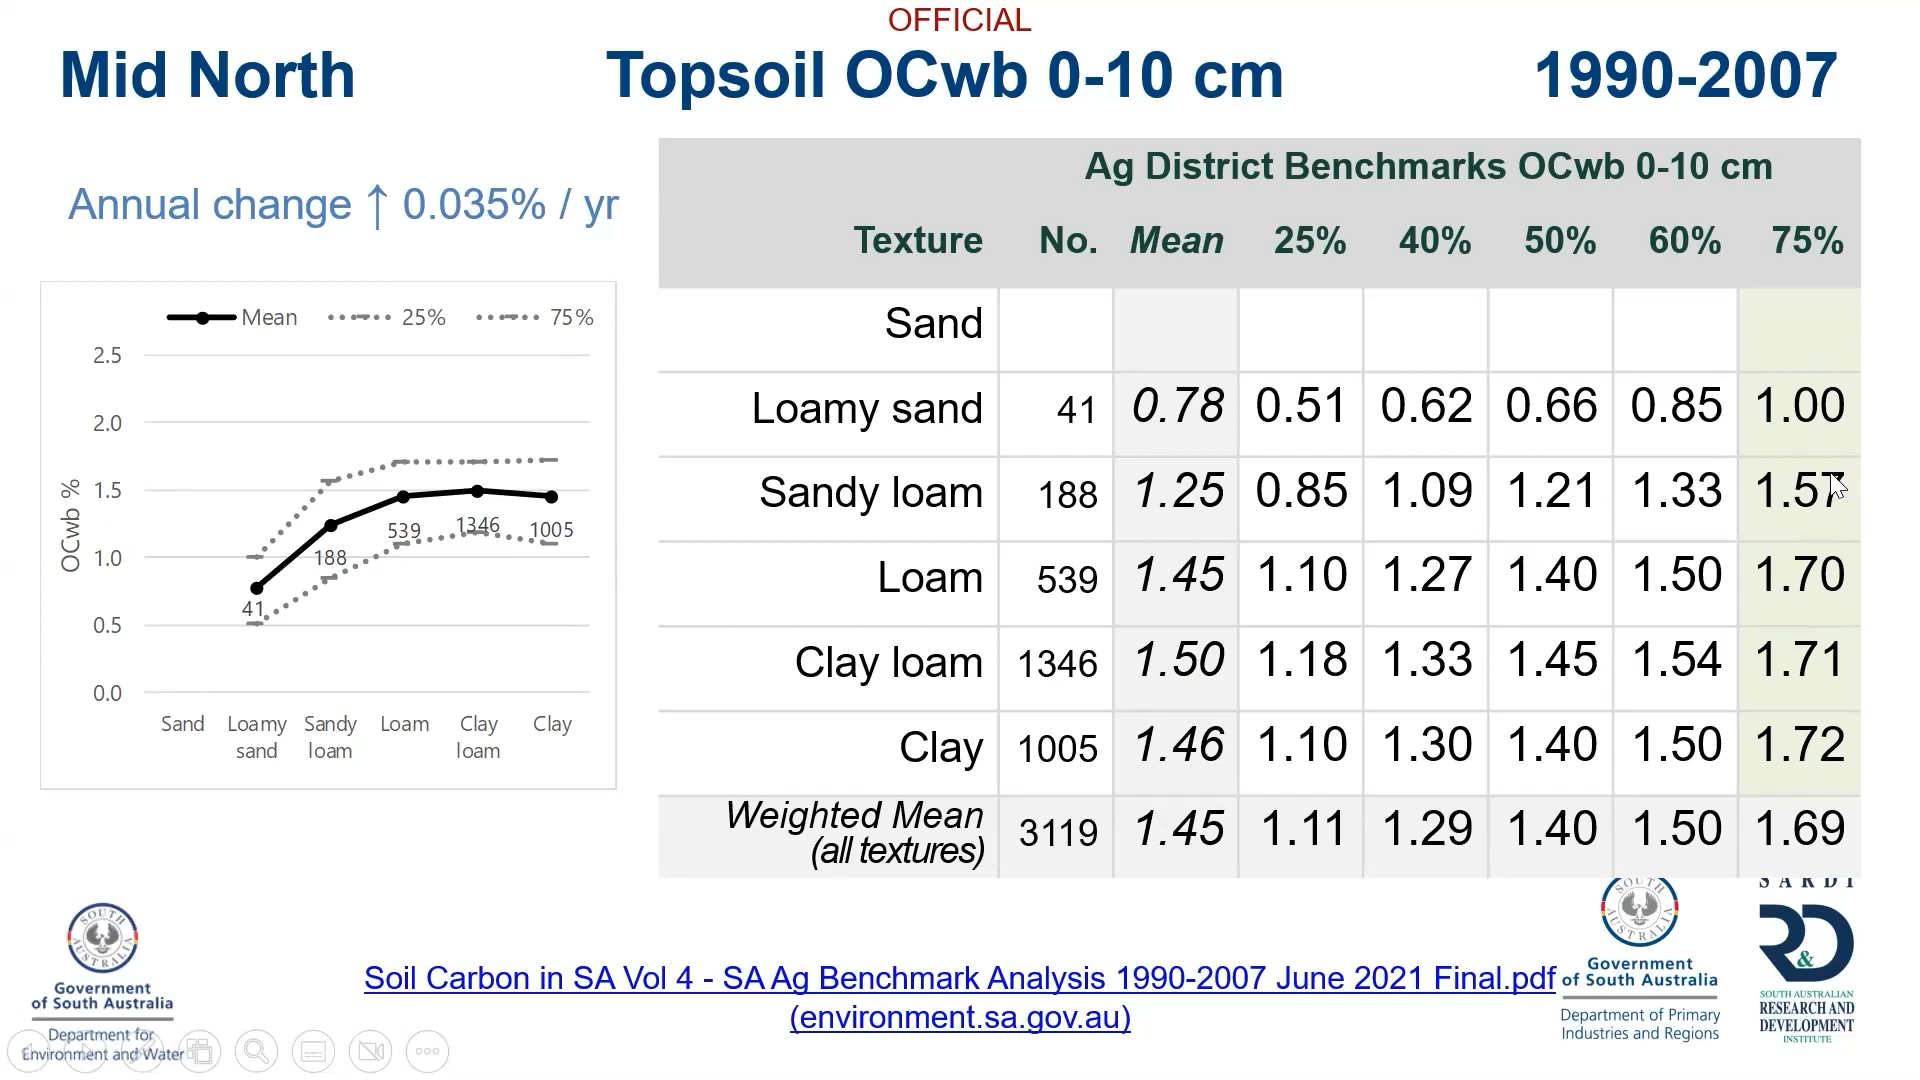 OFFICIAL
Mid North
Topsoil OCwb 0-10 cm
1990-2007
Annual change ↑ 0.035% / yr
Mean 25% 75%
2.5
2.0
1.5
1.0
0.5
0.0
OCwb %
41
188
539
1346
1005
Sand Loamy sand Sandy loam Loam Clay loam Clay
Ag District Benchmarks OCwb 0-10 cm
Texture No. Mean 25% 40% 50% 60% 75%
Sand
Loamy sand 41 0.78 0.51 0.62 0.66 0.85 1.00
Sandy loam 188 1.25 0.85 1.09 1.21 1.33 1.57
Loam 539 1.45 1.10 1.27 1.40 1.50 1.70
Clay loam 1346 1.50 1.18 1.33 1.45 1.54 1.71
Clay 1005 1.46 1.10 1.30 1.40 1.50 1.72
Weighted Mean
(all textures) 3119 1.45 1.11 1.29 1.40 1.50 1.69
SOUTH AUSTRALIA
Government
of South Australia
Department for
Environment and Water
Soil Carbon in SA Vol 4 - SA Ag Benchmark Analysis 1990-2007 June 2021 Final.pdf
(environment.sa.gov.au)
SOUTH AUSTRALIA
Government
of South Australia
Department of Primary
Industries and Regions
SARDI
R&D
SOUTH AUSTRALIAN
RESEARCH AND
DEVELOPMENT
INSTITUTE